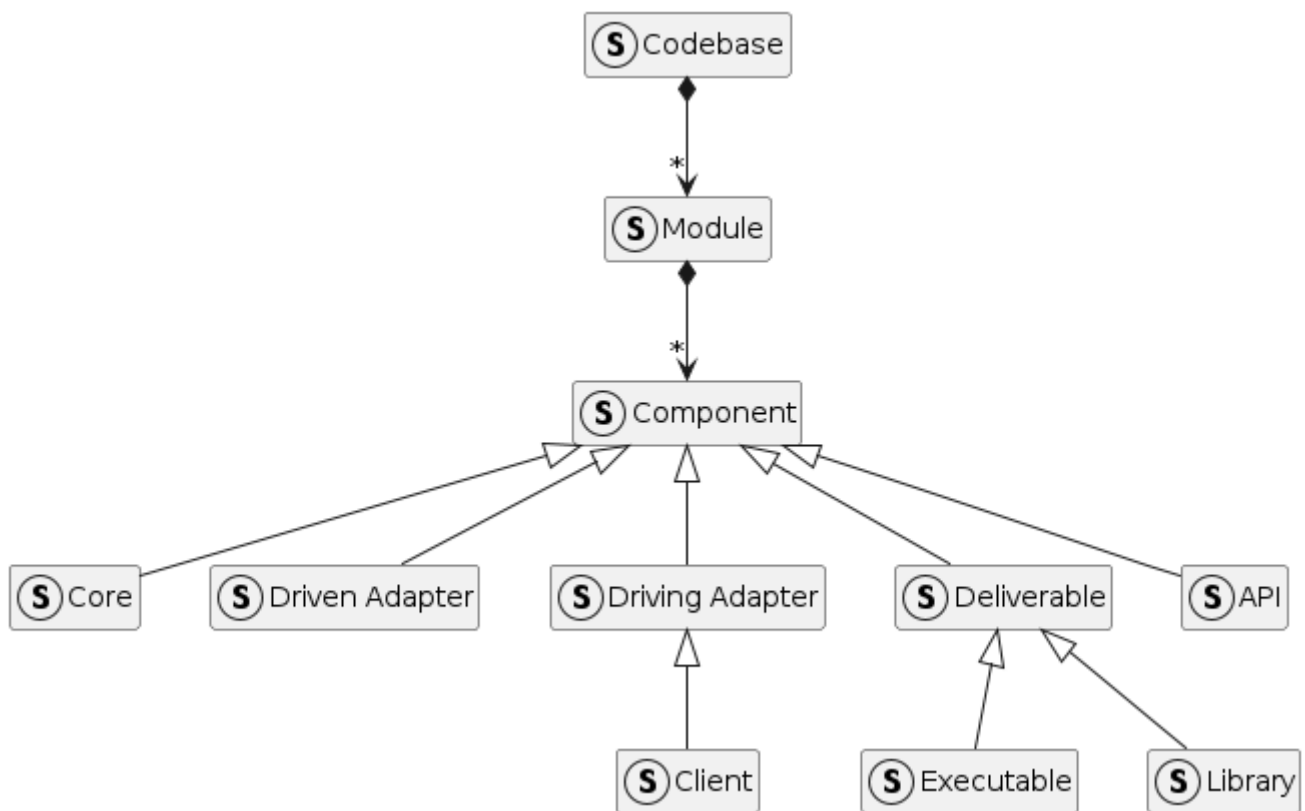 S Codebase
*
S Module
*
S Component
S Core
S Driven Adapter
S Driving Adapter
S Deliverable
S API
S Client
S Executable
S Library